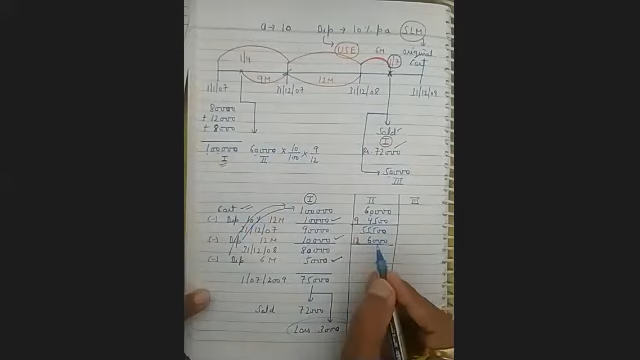 Q → 10 Dep → 10% pa SLM
USE 6M original
1/4 1/7 Cost
9M 12M
1/1/07 31/12/07 31/12/08 31/12/09
80000
+ 12000
+ 8000
Sold
I
100000 60000 × 10/100 × 9/12 Rs. 72000
I II
50000
III
I II III
Cost 100000 60000
(-) Dep 12M 10000 9 4500
31/12/07 90000 55500
(-) Dep 12M 10000 12 6000
31/12/08 80000
(-) Dep 6M 5000
1/07/2009 75000
Sold 72000
Loss 3000